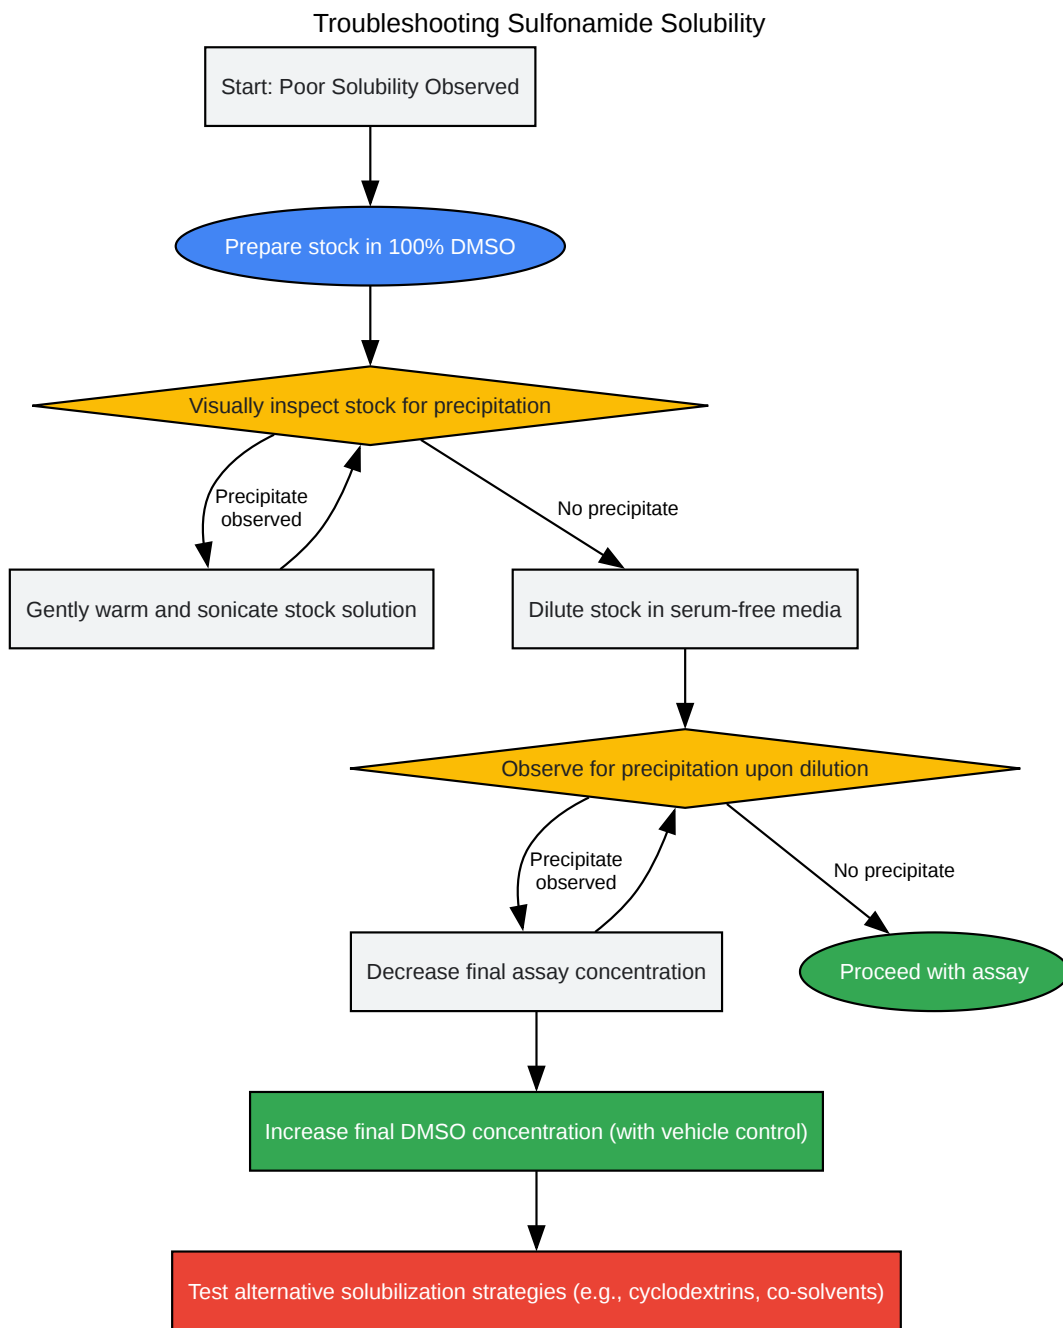 Troubleshooting Sulfonamide Solubility
Start: Poor Solubility Observed
Prepare stock in 100% DMSO
Visually inspect stock for precipitation
Precipitate
observed
No precipitate
Gently warm and sonicate stock solution
Dilute stock in serum-free media
Observe for precipitation upon dilution
Precipitate
observed
No precipitate
Decrease final assay concentration
Proceed with assay
Increase final DMSO concentration (with vehicle control)
Test alternative solubilization strategies (e.g., cyclodextrins, co-solvents)